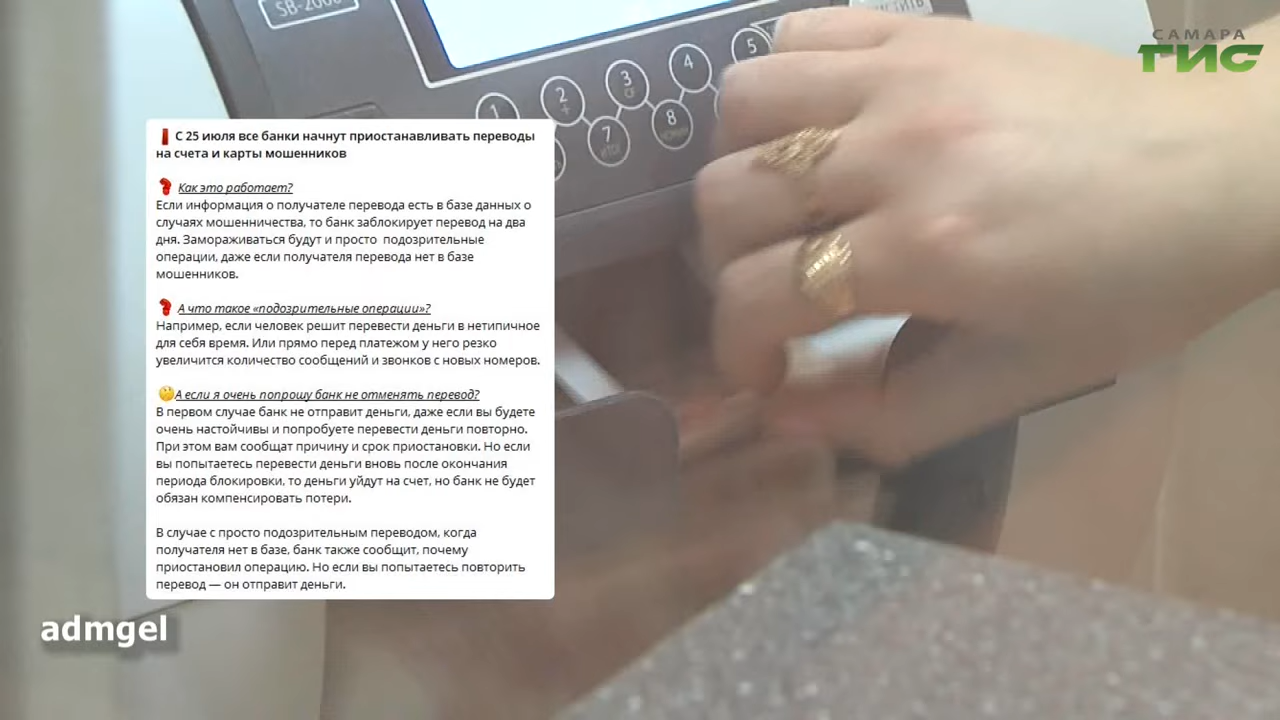 SB-2000
САМАРА
ГИС
1
2
3
CF
4
5
7
ИТОГ
8
❗ С 25 июля все банки начнут приостанавливать переводы
на счета и карты мошенников
❓ Как это работает?
Если информация о получателе перевода есть в базе данных о
случаях мошенничества, то банк заблокирует перевод на два
дня. Замораживаться будут и просто подозрительные
операции, даже если получателя перевода нет в базе
мошенников.
❓ А что такое «подозрительные операции»?
Например, если человек решит перевести деньги в нетипичное
для себя время. Или прямо перед платежом у него резко
увеличится количество сообщений и звонков с новых номеров.
🤔А если я очень попрошу банк не отменять перевод?
В первом случае банк не отправит деньги, даже если вы будете
очень настойчивы и попробуете перевести деньги повторно.
При этом вам сообщат причину и срок приостановки. Но если
вы попытаетесь перевести деньги вновь после окончания
периода блокировки, то деньги уйдут на счет, но банк не будет
обязан компенсировать потери.
В случае с просто подозрительным переводом, когда
получателя нет в базе, банк также сообщит, почему
приостановил операцию. Но если вы попытаетесь повторить
перевод — он отправит деньги.
admgel